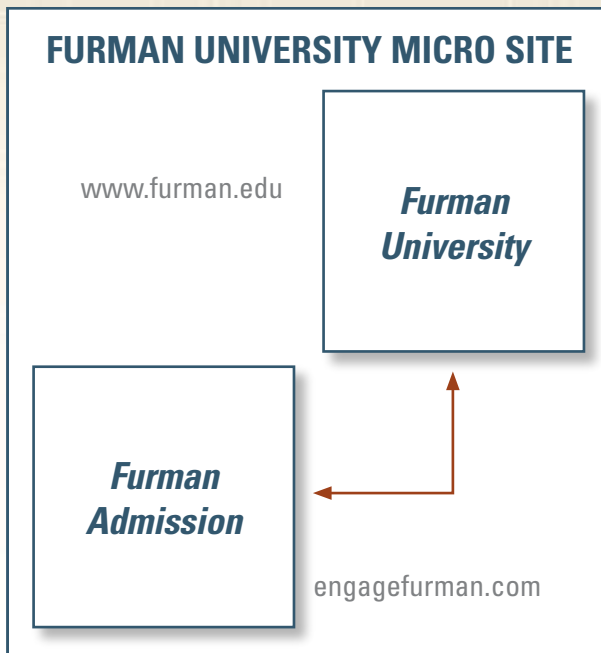 FURMAN UNIVERSITY MICRO SITE
www.furman.edu
Furman
University
Furman
Admission
engagefurman.com